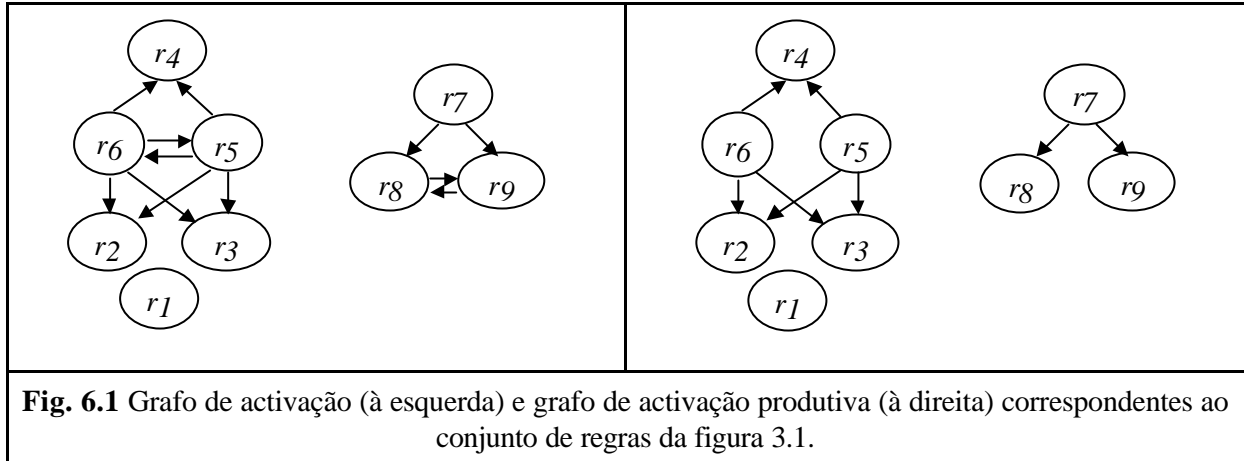 r4
r7
r6
r5
r8
r9
r2
r3
r1
r4
r7
r6
r5
r8
r9
r2
r3
r1
Fig. 6.1 Grafo de activação (à esquerda) e grafo de activação produtiva (à direita) correspondentes ao
conjunto de regras da figura 3.1.